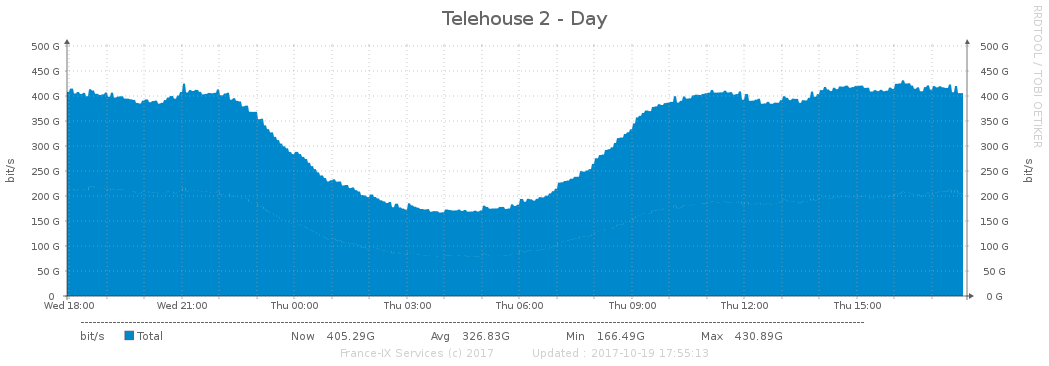 Telehouse 2 - Day
RRDTOOL / TOBI OETIKER
500 G 500 G
450 G 450 G
400 G 400 G
350 G 350 G
300 G 300 G
250 G 250 G
200 G 200 G
150 G 150 G
100 G 100 G
50 G 50 G
0 0 G
bit/s bit/s
Wed 18:00 Wed 21:00 Thu 00:00 Thu 03:00 Thu 06:00 Thu 09:00 Thu 12:00 Thu 15:00
bit/s Total Now 405.29G Avg 326.83G Min 166.49G Max 430.89G
France-IX Services (c) 2017 Updated : 2017-10-19 17:55:13